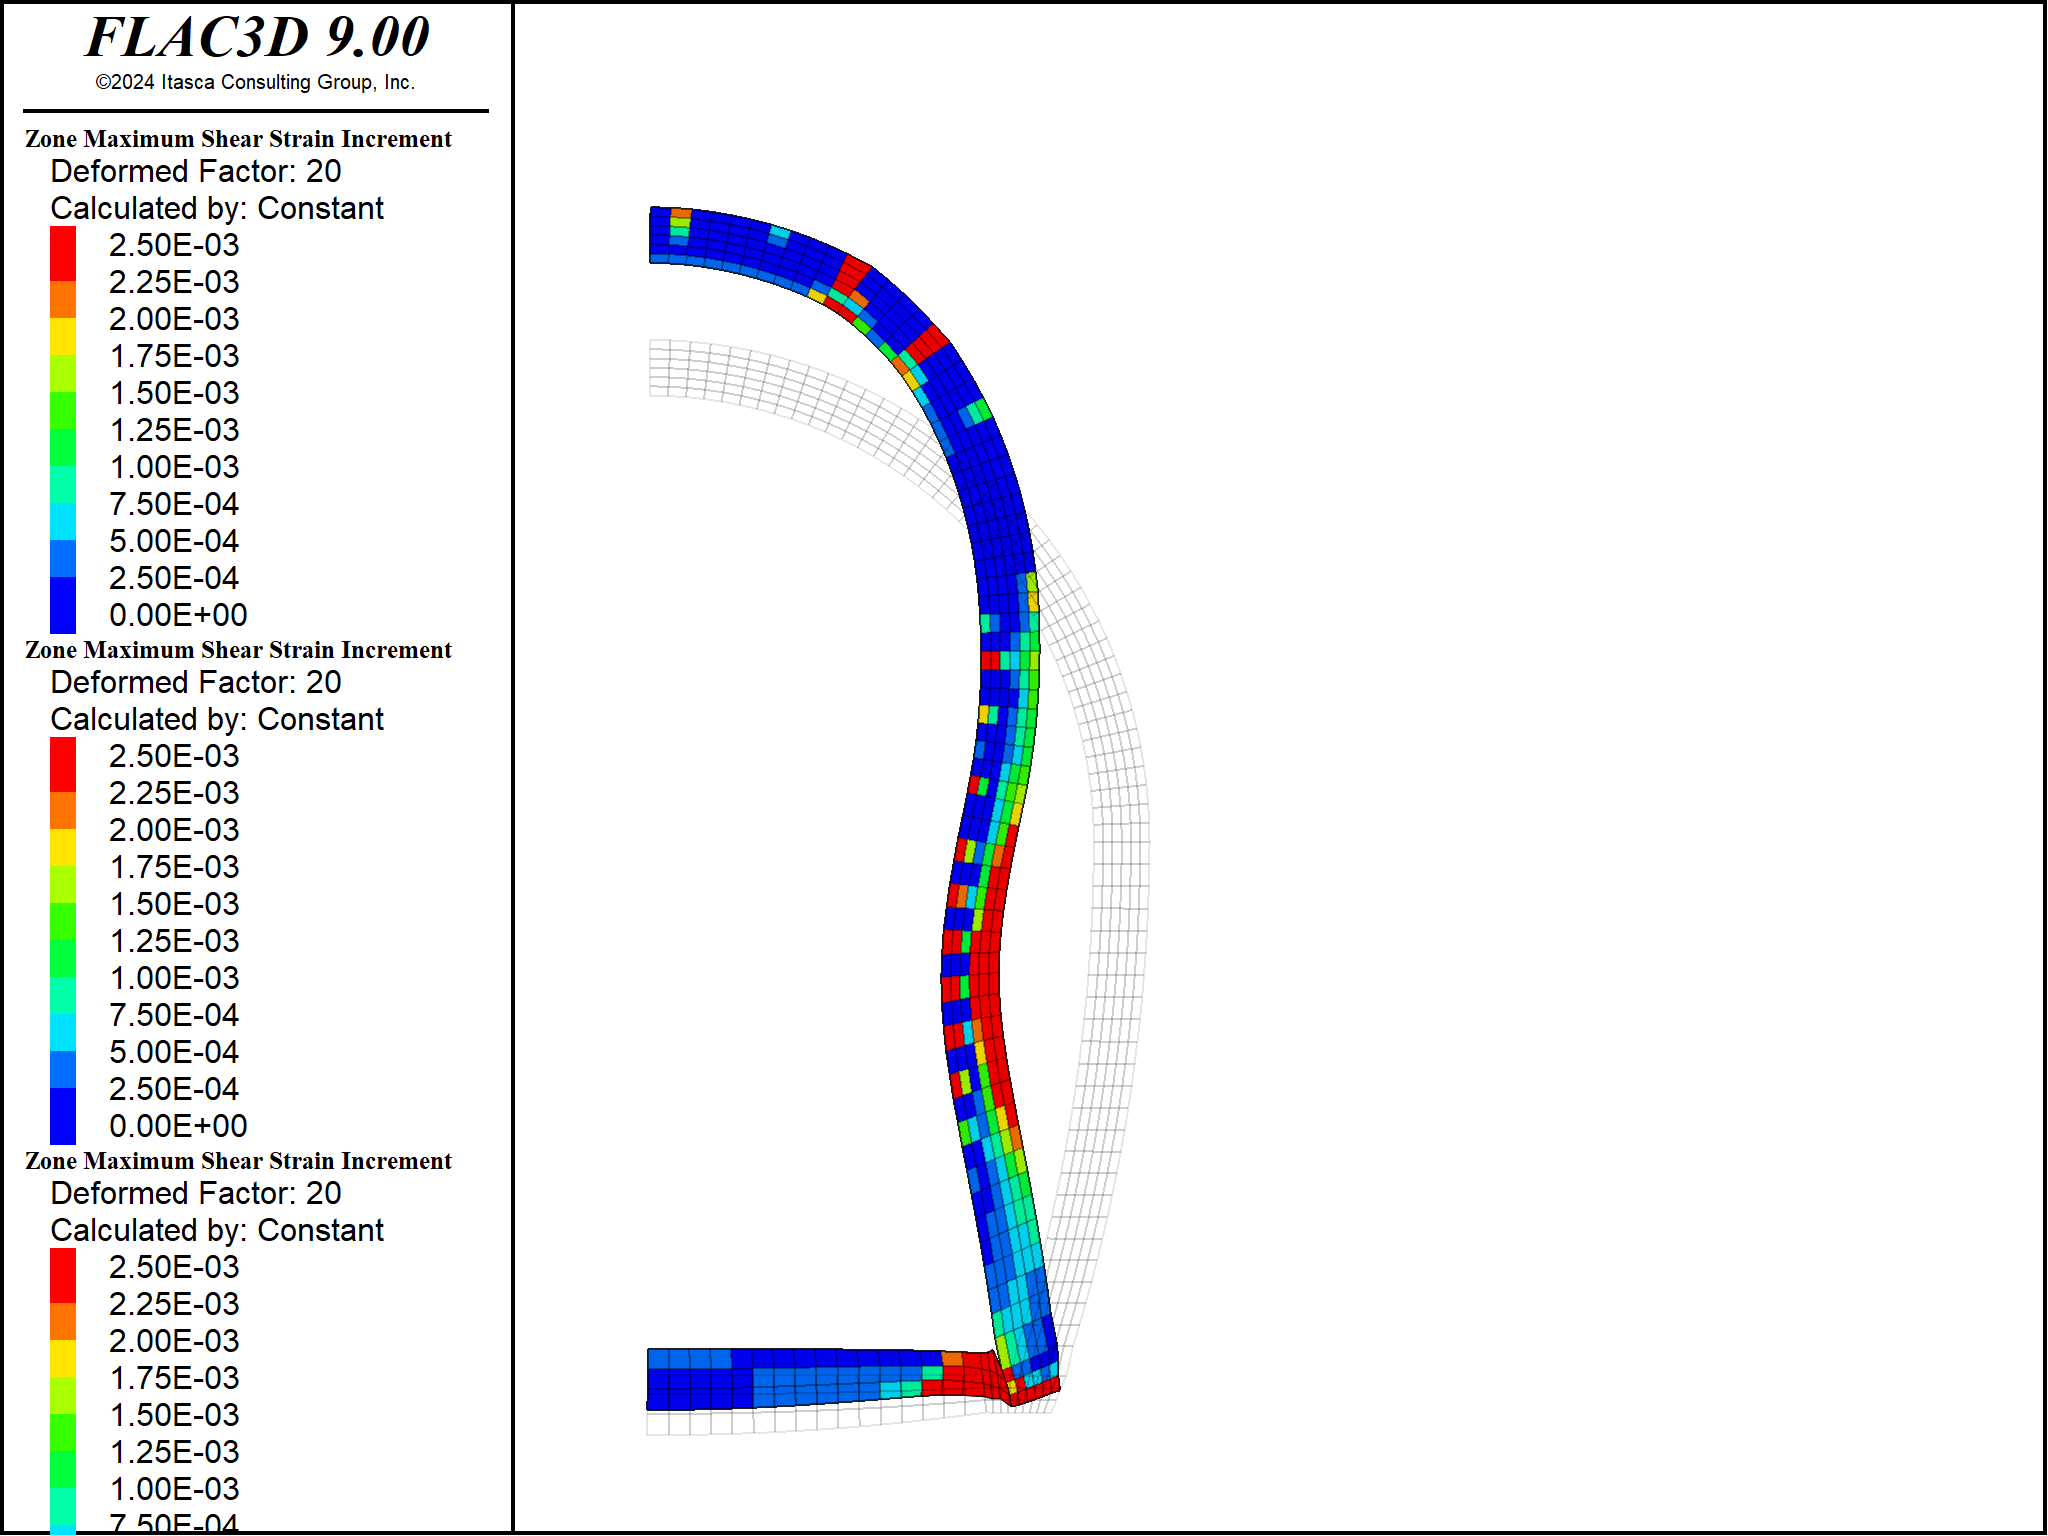 FLAC3D 9.00
©2024 Itasca Consulting Group, Inc.
Zone Maximum Shear Strain Increment
Deformed Factor: 20
Calculated by: Constant
2.50E-03
2.25E-03
2.00E-03
1.75E-03
1.50E-03
1.25E-03
1.00E-03
7.50E-04
5.00E-04
2.50E-04
0.00E+00
Zone Maximum Shear Strain Increment
Deformed Factor: 20
Calculated by: Constant
2.50E-03
2.25E-03
2.00E-03
1.75E-03
1.50E-03
1.25E-03
1.00E-03
7.50E-04
5.00E-04
2.50E-04
0.00E+00
Zone Maximum Shear Strain Increment
Deformed Factor: 20
Calculated by: Constant
2.50E-03
2.25E-03
2.00E-03
1.75E-03
1.50E-03
1.25E-03
1.00E-03
7.50E-04